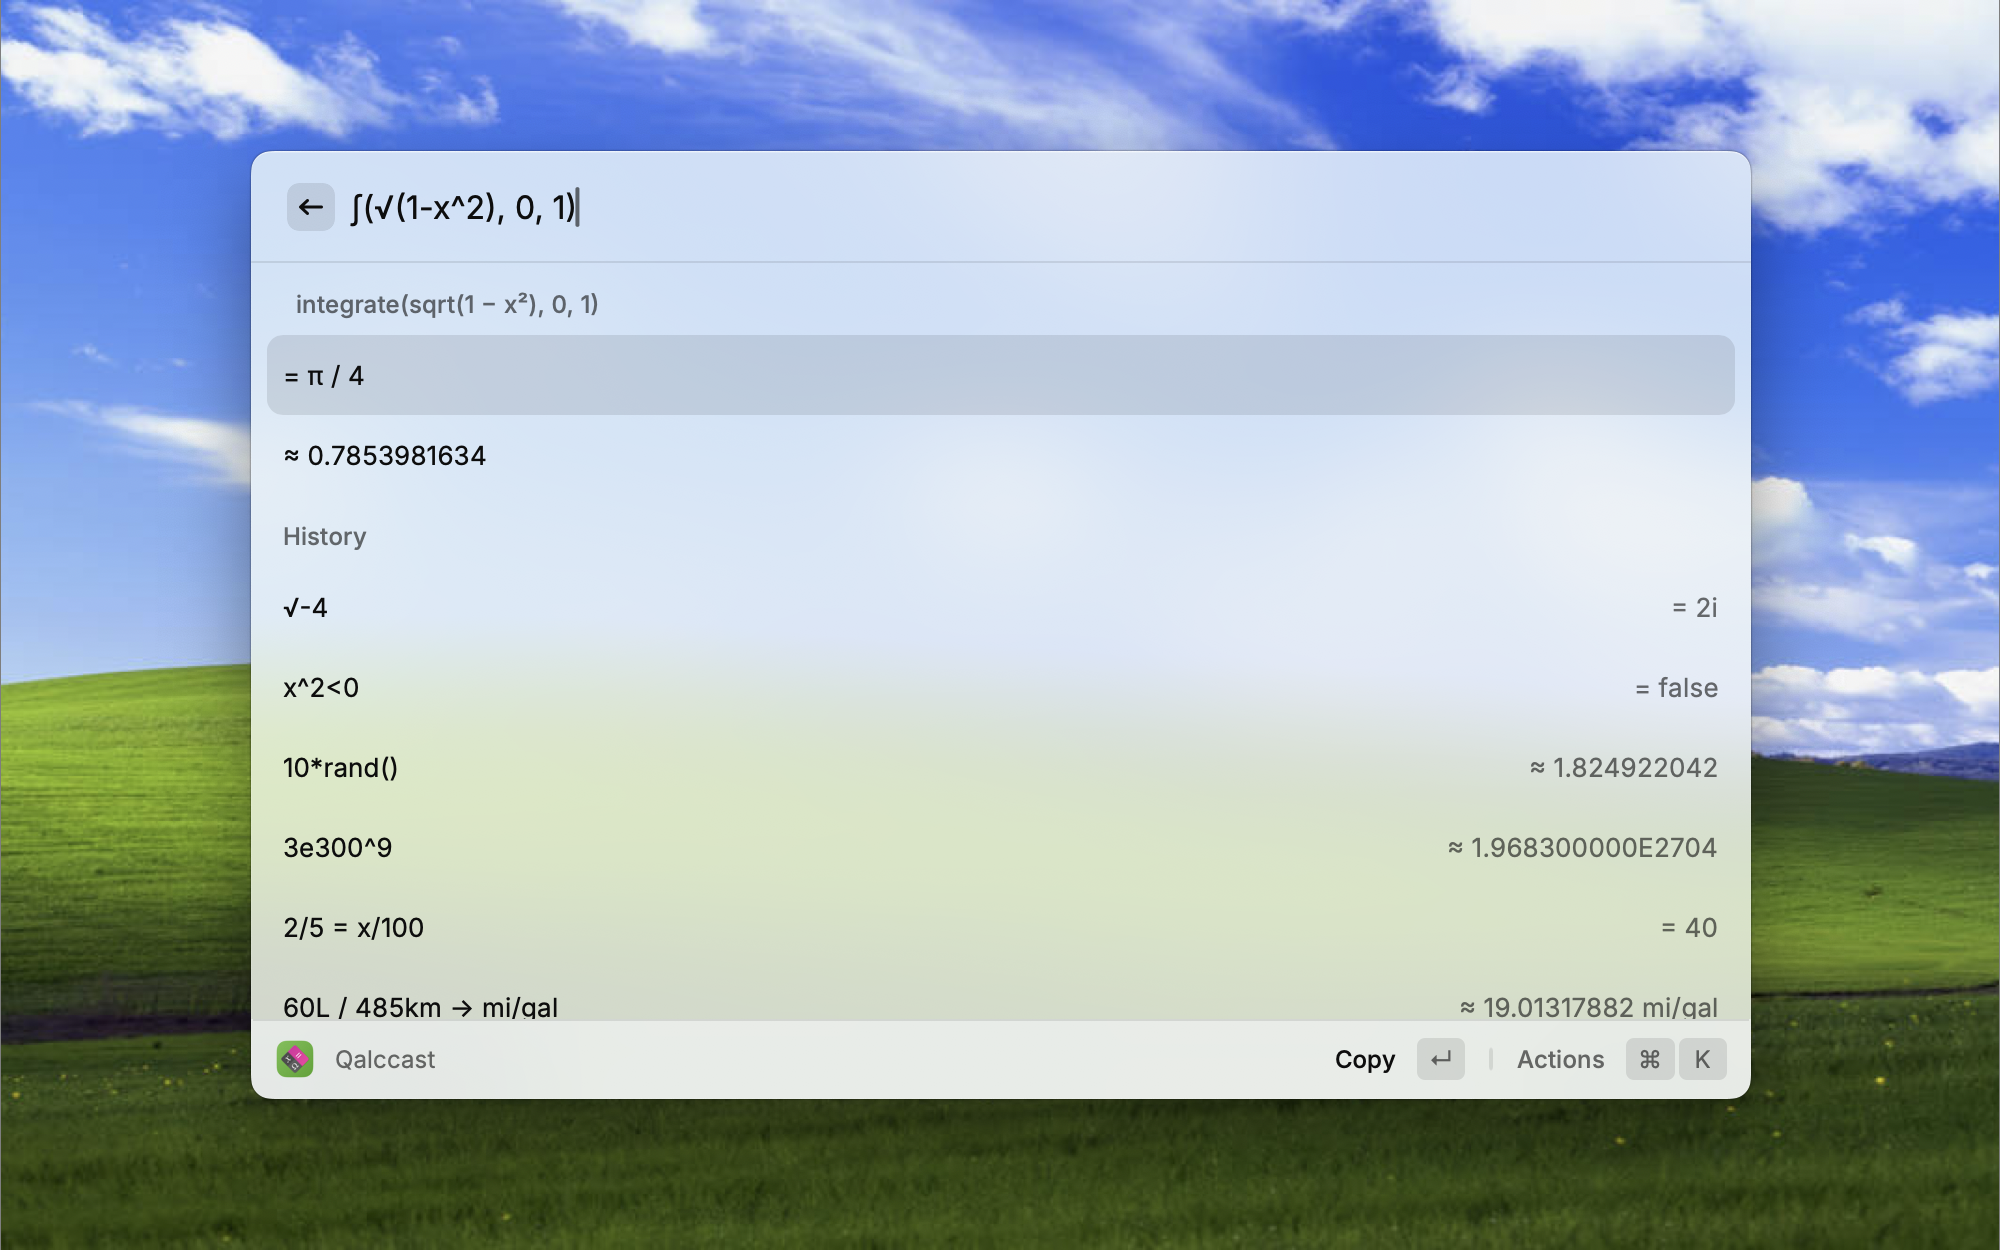 ∫(√(1-x^2), 0, 1)
integrate(sqrt(1 − x²), 0, 1)
= π / 4
≈ 0.7853981634
History
√-4 = 2i
x^2<0 = false
10*rand() ≈ 1.824922042
3e300^9 ≈ 1.968300000E2704
2/5 = x/100 = 40
60L / 485km → mi/gal ≈ 19.01317882 mi/gal
Qalccast Copy ↵ | Actions ⌘ K